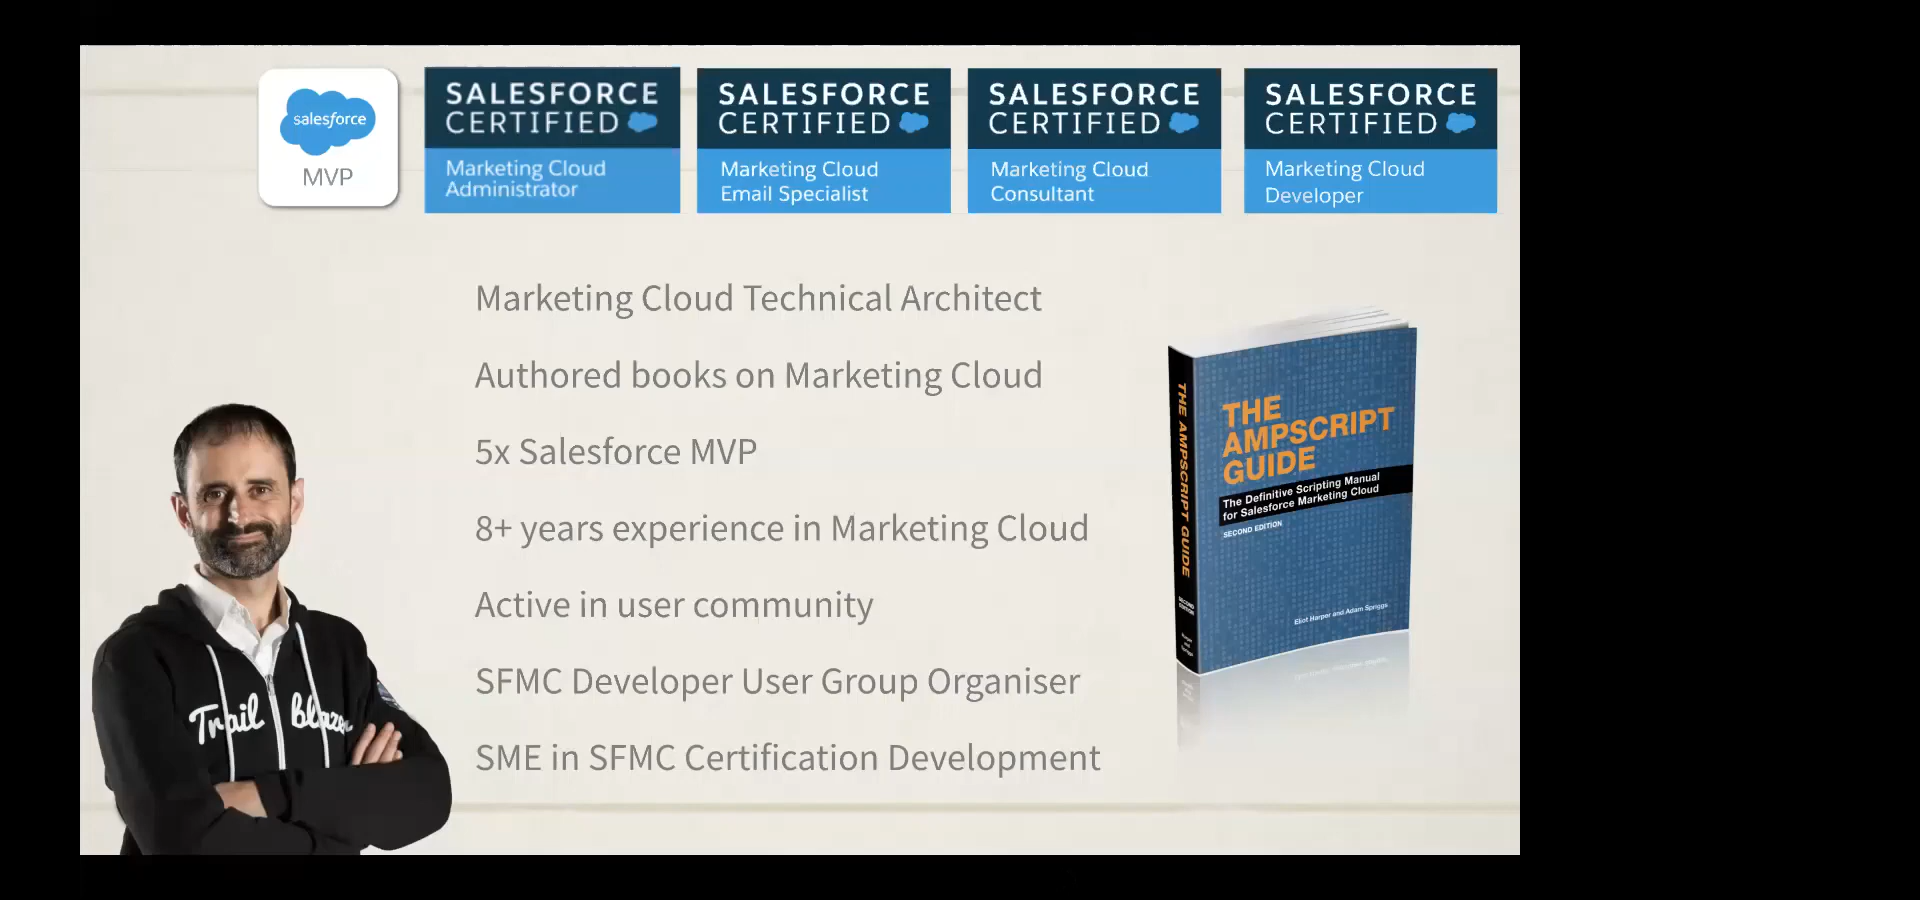 salesforce
MVP
SALESFORCE
CERTIFIED
Marketing Cloud
Administrator
SALESFORCE
CERTIFIED
Marketing Cloud
Email Specialist
SALESFORCE
CERTIFIED
Marketing Cloud
Consultant
SALESFORCE
CERTIFIED
Marketing Cloud
Developer
Marketing Cloud Technical Architect
Authored books on Marketing Cloud
5x Salesforce MVP
8+ years experience in Marketing Cloud
Active in user community
SFMC Developer User Group Organiser
SME in SFMC Certification Development
Trail blazer
THE AMPSCRIPT GUIDE
SECOND
EDITION
THE
AMPSCRIPT
GUIDE
The Definitive Scripting Manual
for Salesforce Marketing Cloud
SECOND EDITION
Eliot Harper and Adam Spriggs